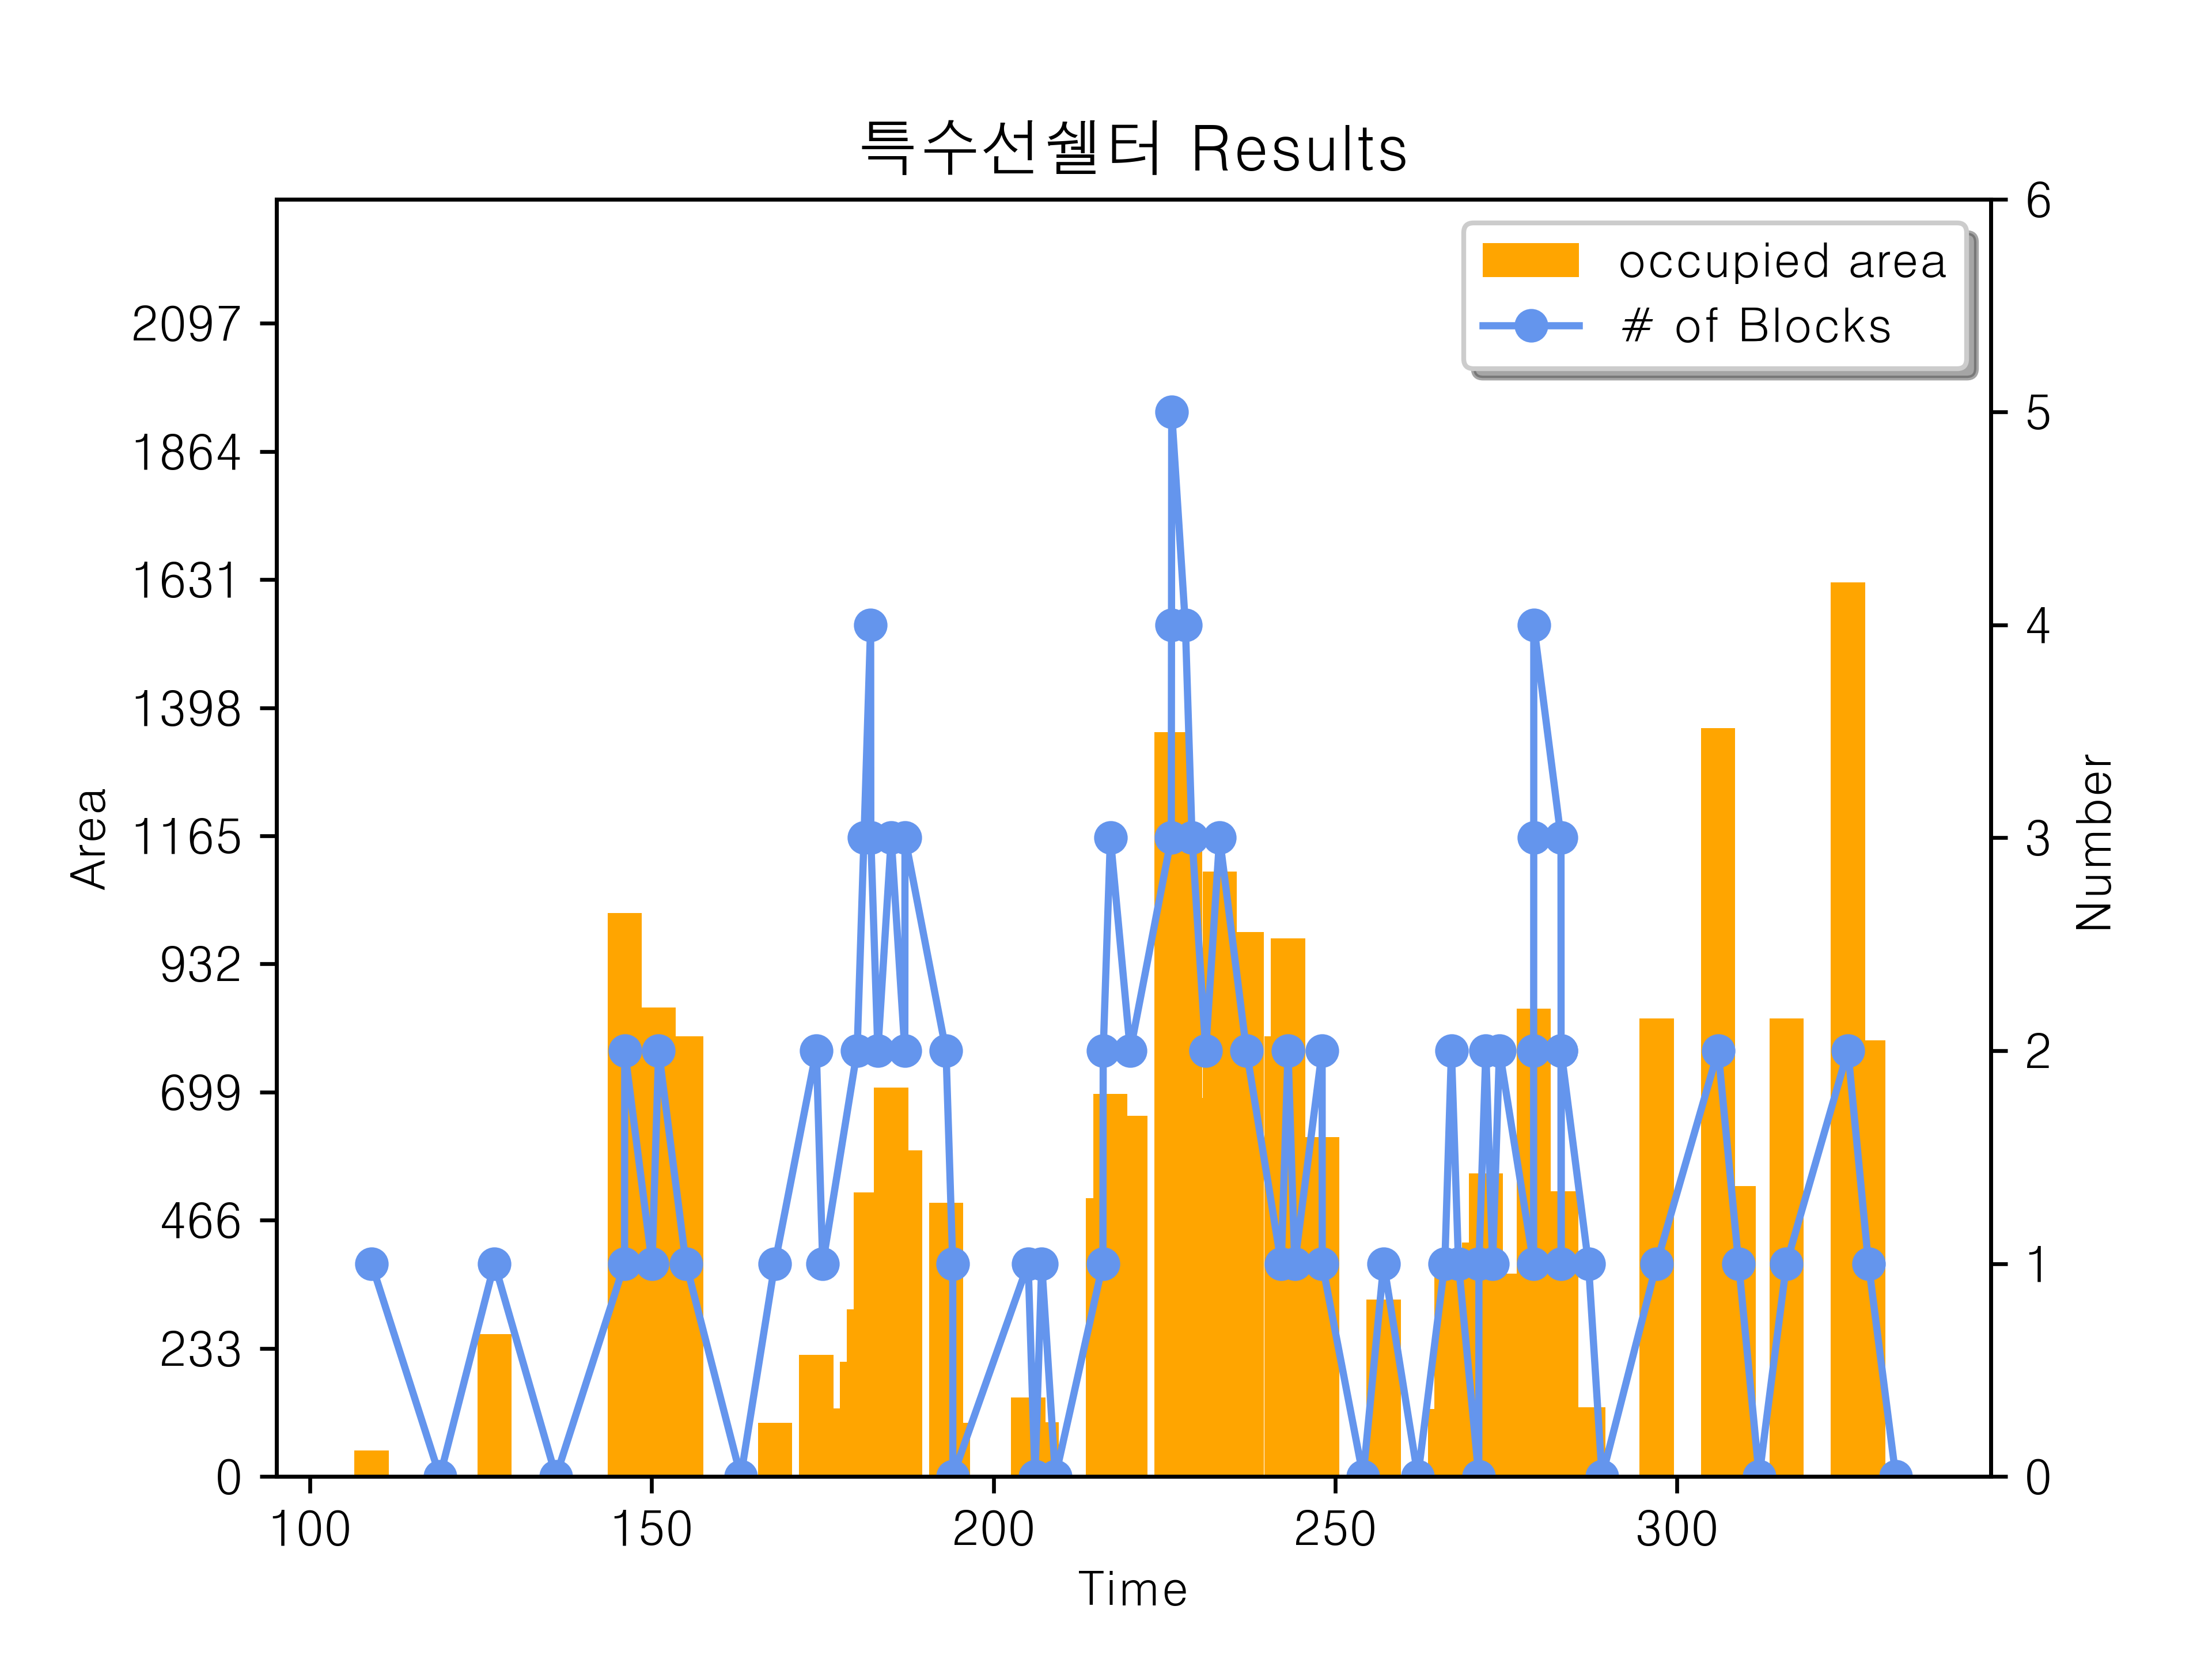 특수선쉘터 Results
occupied area
# of Blocks
Area
2097
1864
1631
1398
1165
932
699
466
233
0
6
5
4
3
2
1
0
Number
100 150 200 250 300
Time